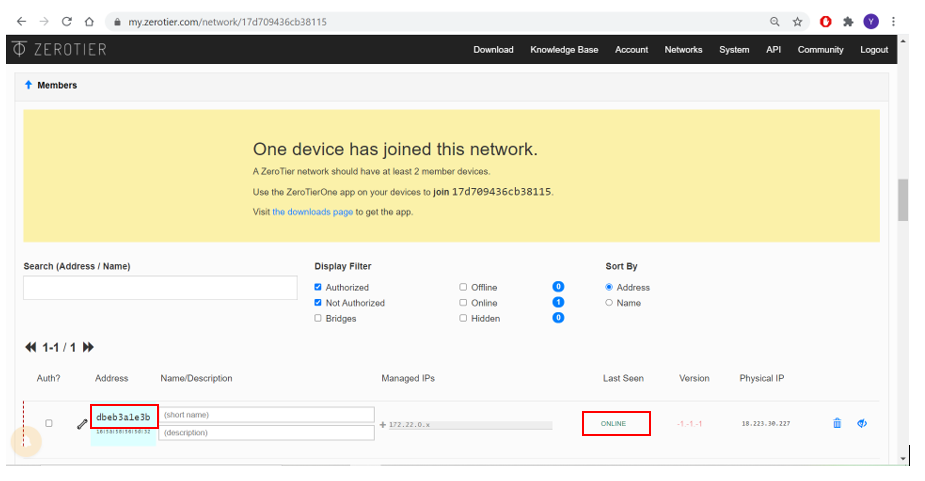 my.zerotier.com/network/17d709436cb38115
Y
ZEROTIER
Download Knowledge Base Account Networks System API Community Logout
Members
One device has joined this network.
A ZeroTier network should have at least 2 member devices.
Use the ZeroTierOne app on your devices to join 17d709436cb38115.
Visit the downloads page to get the app.
Search (Address / Name) Display Filter Sort By
Authorized Offline 0 Address
Not Authorized Online 1 Name
Bridges Hidden 0
1-1 / 1
Auth? Address Name/Description Managed IPs Last Seen Version Physical IP
dbeb3a1e3b (short name)
+ 172.22.0.x ONLINE -1.-1.-1 18.223.30.227
(description)